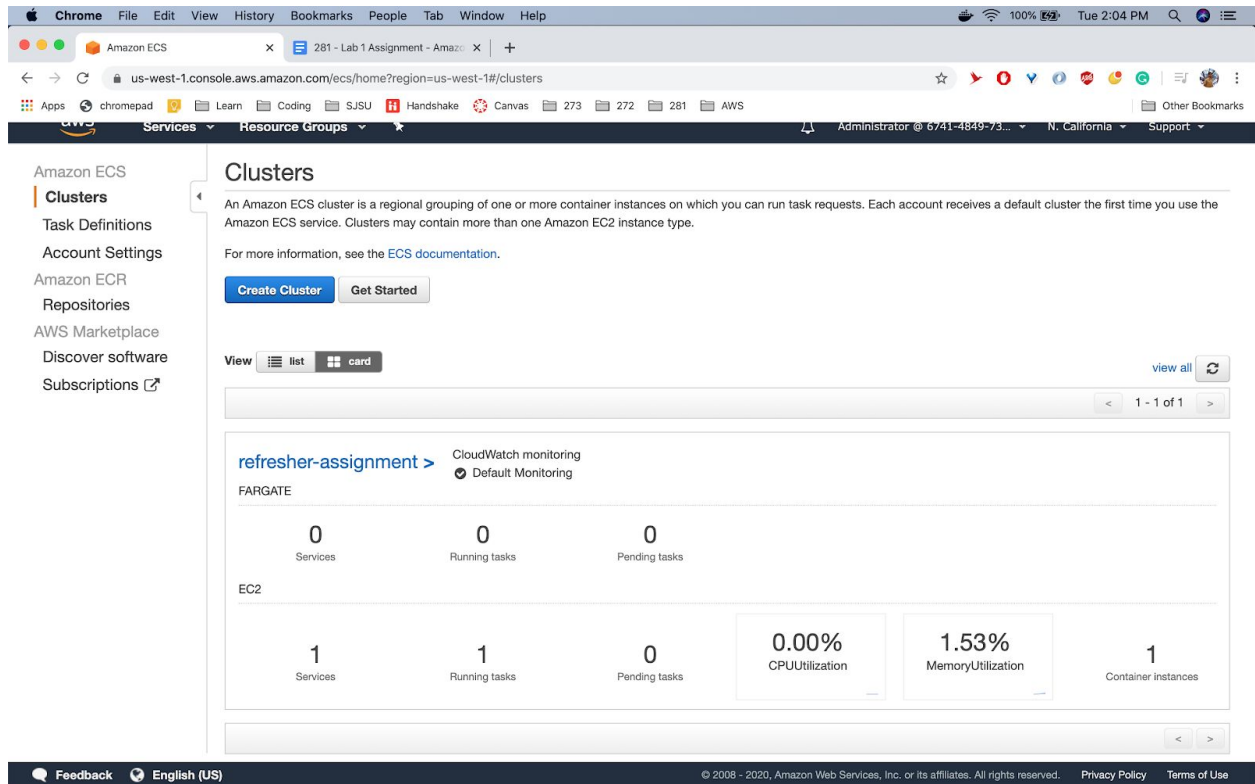 Chrome File Edit View History Bookmarks People Tab Window Help 100% Tue 2:04 PM
Amazon ECS 281 - Lab 1 Assignment - Amazo
us-west-1.console.aws.amazon.com/ecs/home?region=us-west-1#/clusters
Apps chromepad Learn Coding SJSU Handshake Canvas 273 272 281 AWS Other Bookmarks
aws Services Resource Groups Administrator @ 6741-4849-73... N. California Support
Amazon ECS
Clusters
Task Definitions
Account Settings
Amazon ECR
Repositories
AWS Marketplace
Discover software
Subscriptions
Clusters
An Amazon ECS cluster is a regional grouping of one or more container instances on which you can run task requests. Each account receives a default cluster the first time you use the
Amazon ECS service. Clusters may contain more than one Amazon EC2 instance type.
For more information, see the ECS documentation.
Create Cluster Get Started
View list card view all
< 1 - 1 of 1 >
refresher-assignment > CloudWatch monitoring
Default Monitoring
FARGATE
0 0 0
Services Running tasks Pending tasks
EC2
1 1 0 0.00% 1.53% 1
Services Running tasks Pending tasks CPUUtilization MemoryUtilization Container instances
< >
Feedback English (US) © 2008 - 2020, Amazon Web Services, Inc. or its affiliates. All rights reserved. Privacy Policy Terms of Use